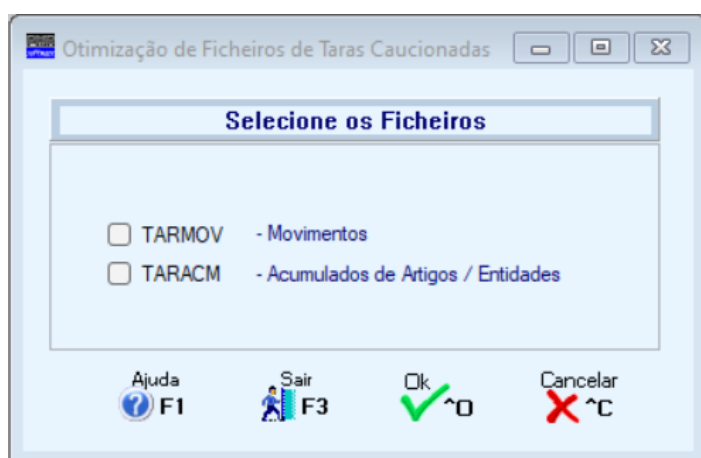 Otimização de Ficheiros de Taras Caucionadas
Selecione os Ficheiros
TARMOV - Movimentos
TARACM - Acumulados de Artigos / Entidades
Ajuda Sair Ok Cancelar
F1 F3 ^O ^C